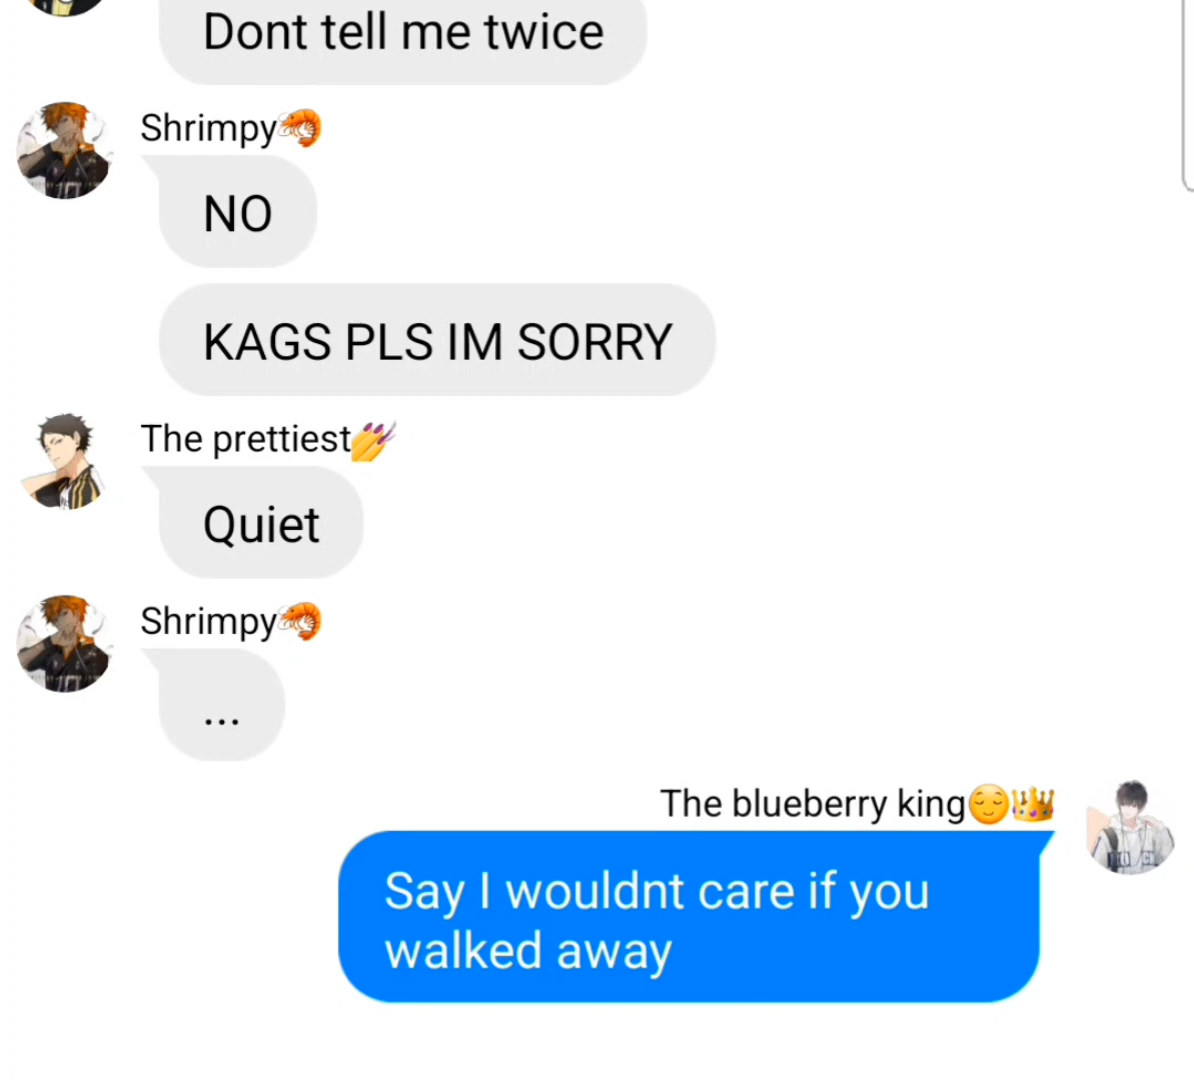 Dont tell me twice
Shrimpy🦐
NO
KAGS PLS IM SORRY
The prettiest💅
Quiet
Shrimpy🦐
...
The blueberry king😌👑
Say I wouldnt care if you
walked away